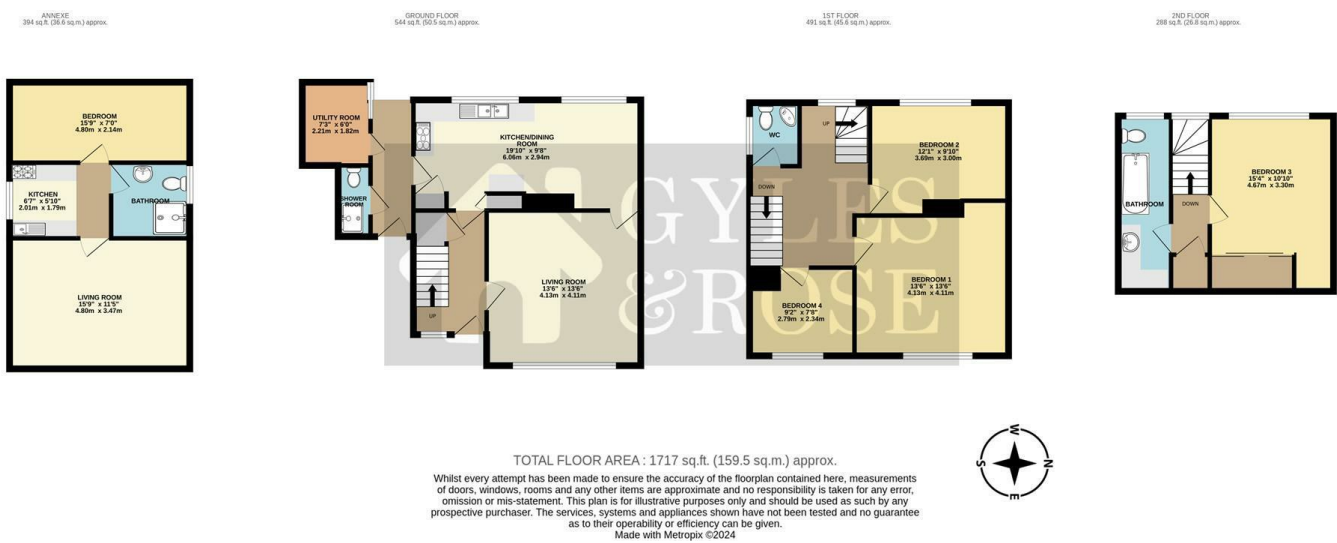 ANNEXE
394 sq.ft. (36.6 sq.m.) approx.
GROUND FLOOR
544 sq.ft. (50.5 sq.m.) approx.
1ST FLOOR
491 sq.ft. (45.6 sq.m.) approx.
2ND FLOOR
288 sq.ft. (26.8 sq.m.) approx.
BEDROOM
15'9" x 7'0"
4.80m x 2.14m
KITCHEN
6'7" x 5'10"
2.01m x 1.79m
BATHROOM
LIVING ROOM
15'9" x 11'5"
4.80m x 3.47m
UTILITY ROOM
7'3" x 6'0"
2.21m x 1.82m
SHOWER
ROOM
KITCHEN/DINING
ROOM
19'10" x 9'8"
6.06m x 2.94m
LIVING ROOM
13'6" x 13'6"
4.13m x 4.11m
UP
WC
UP
DOWN
BEDROOM 2
12'1" x 9'10"
3.69m x 3.00m
BEDROOM 1
13'6" x 13'6"
4.13m x 4.11m
BEDROOM 4
9'2" x 7'8"
2.79m x 2.34m
BATHROOM
DOWN
BEDROOM 3
15'4" x 10'10"
4.67m x 3.30m
GYLES
&ROSE
N
E
S
W
TOTAL FLOOR AREA : 1717 sq.ft. (159.5 sq.m.) approx.
Whilst every attempt has been made to ensure the accuracy of the floorplan contained here, measurements
of doors, windows, rooms and any other items are approximate and no responsibility is taken for any error,
omission or mis-statement. This plan is for illustrative purposes only and should be used as such by any
prospective purchaser. The services, systems and appliances shown have not been tested and no guarantee
as to their operability or efficiency can be given.
Made with Metropix ©2024